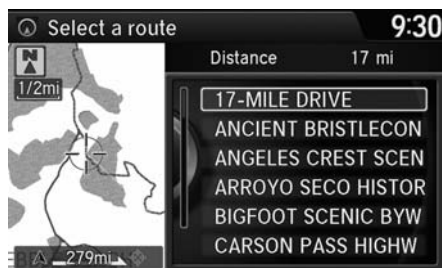 Select a route
9:30
Distance 17 mi
N
1/2mi
17-MILE DRIVE
ANCIENT BRISTLECON
ANGELES CREST SCEN
ARROYO SECO HISTOR
BIGFOOT SCENIC BYW
CARSON PASS HIGHW
279mi